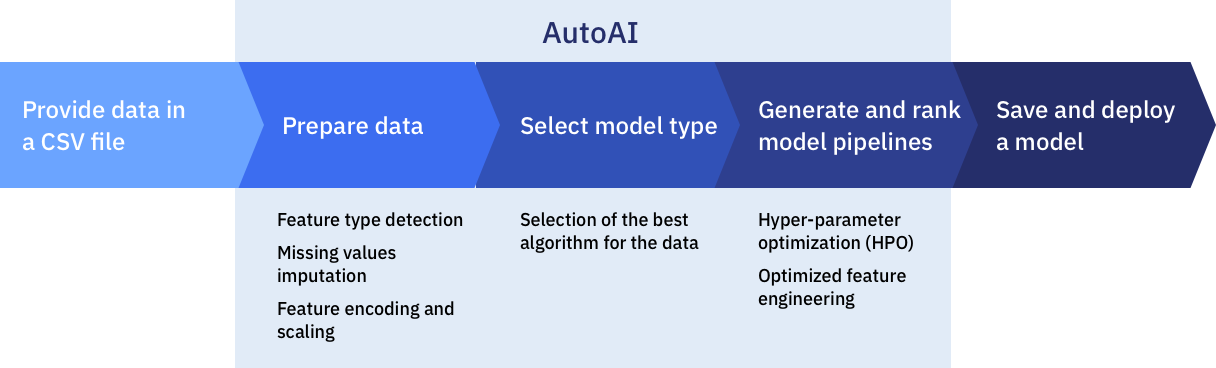 AutoAI
Provide data in
a CSV file
Prepare data
Select model type
Generate and rank
model pipelines
Save and deploy
a model
Feature type detection
Missing values
imputation
Feature encoding and
scaling
Selection of the best
algorithm for the data
Hyper-parameter
optimization (HPO)
Optimized feature
engineering